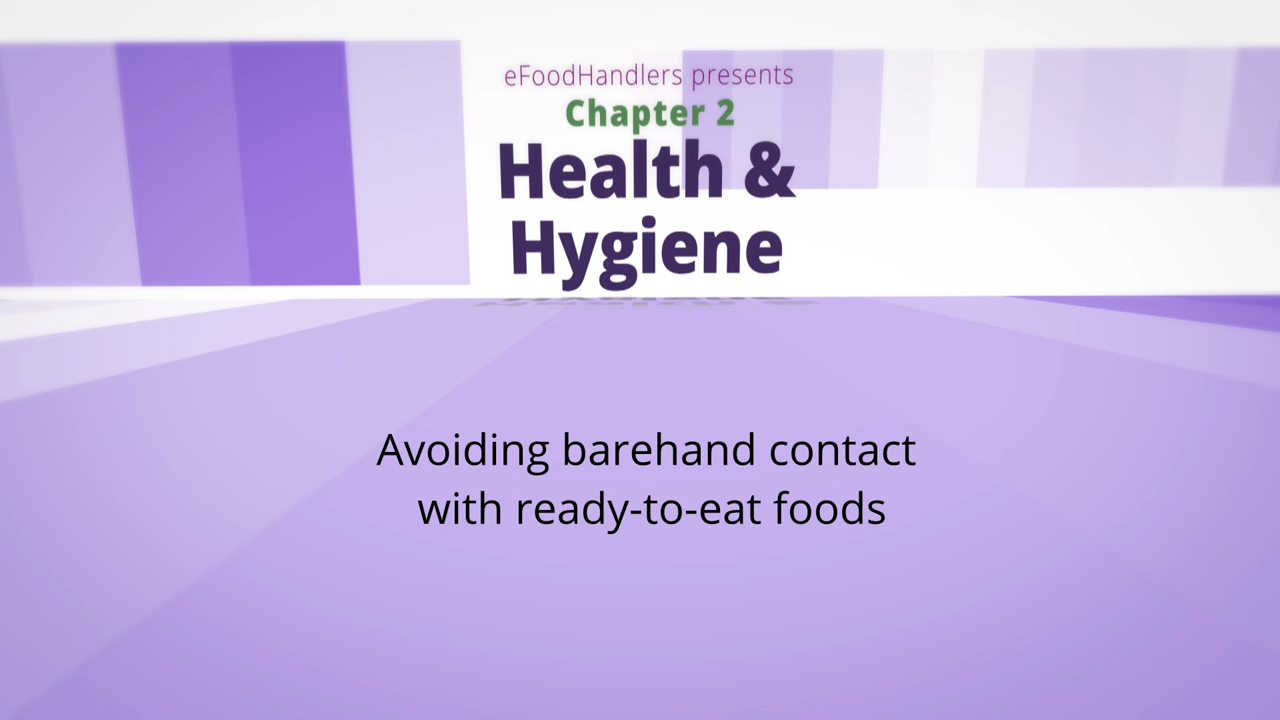 eFoodHandlers presents
Chapter 2
Health &
Hygiene
Avoiding barehand contact
with ready-to-eat foods